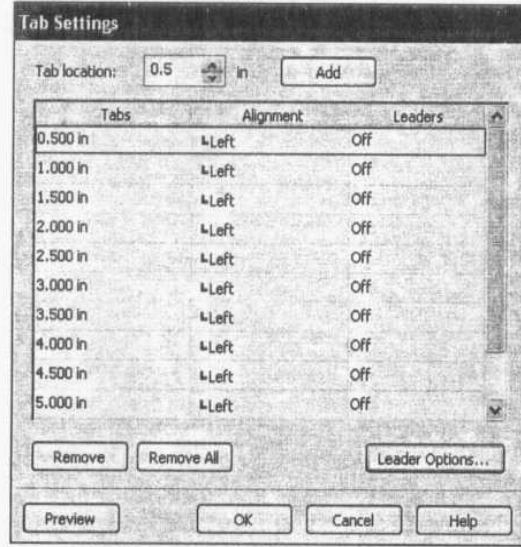 Tab Settings
Tab location: 0.5 in Add
Tabs Alignment Leaders
0.500 in Left Off
1.000 in Left Off
1.500 in Left Off
2.000 in Left Off
2.500 in Left Off
3.000 in Left Off
3.500 in Left Off
4.000 in Left Off
4.500 in Left Off
5.000 in Left Off
Remove Remove All Leader Options...
Preview OK Cancel Help